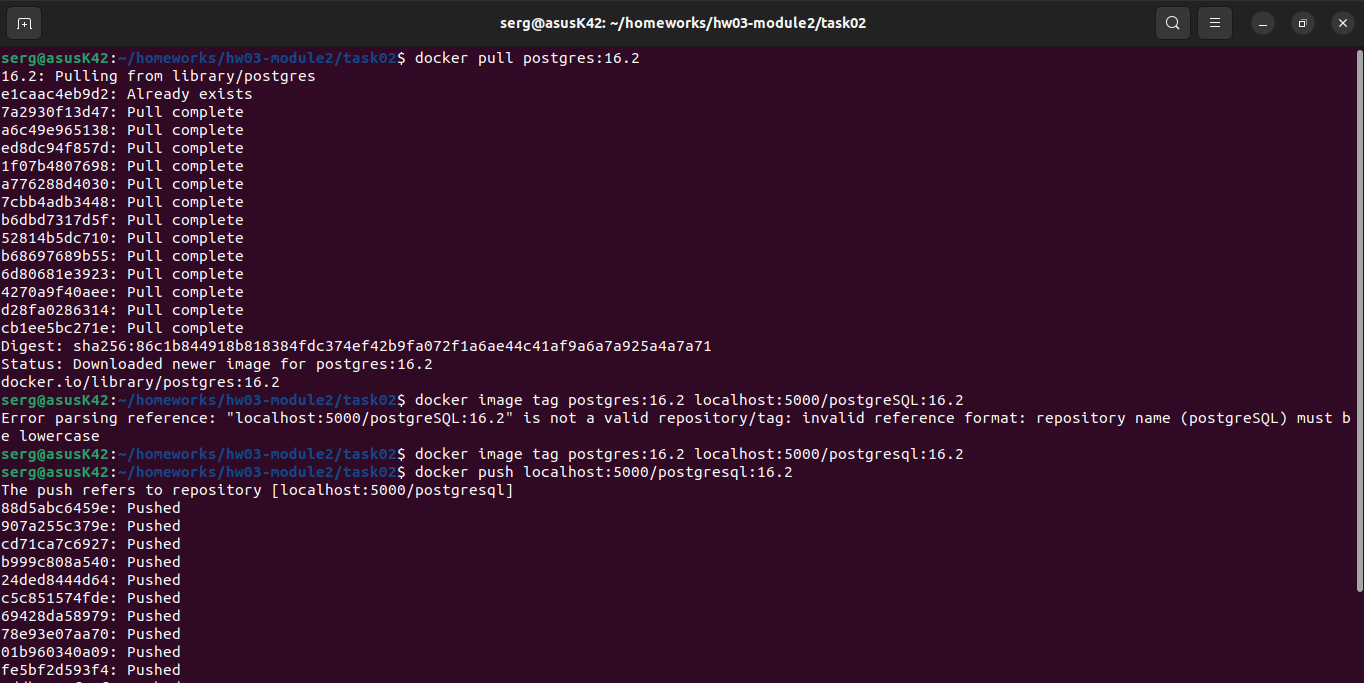 serg@asusK42: ~/homeworks/hw03-module2/task02
serg@asusK42:~/homeworks/hw03-module2/task02$ docker pull postgres:16.2
16.2: Pulling from library/postgres
e1caac4eb9d2: Already exists
7a2930f13d47: Pull complete
a6c49e965138: Pull complete
ed8dc94f857d: Pull complete
1f07b4807698: Pull complete
a776288d4030: Pull complete
7cbb4adb3448: Pull complete
b6dbd7317d5f: Pull complete
52814b5dc710: Pull complete
b68697689b55: Pull complete
6d80681e3923: Pull complete
4270a9f40aee: Pull complete
d28fa0286314: Pull complete
cb1ee5bc271e: Pull complete
Digest: sha256:86c1b844918b818384fdc374ef42b9fa072f1a6ae44c41af9a6a7a925a4a7a71
Status: Downloaded newer image for postgres:16.2
docker.io/library/postgres:16.2
serg@asusK42:~/homeworks/hw03-module2/task02$ docker image tag postgres:16.2 localhost:5000/postgreSQL:16.2
Error parsing reference: "localhost:5000/postgreSQL:16.2" is not a valid repository/tag: invalid reference format: repository name (postgreSQL) must b
e lowercase
serg@asusK42:~/homeworks/hw03-module2/task02$ docker image tag postgres:16.2 localhost:5000/postgresql:16.2
serg@asusK42:~/homeworks/hw03-module2/task02$ docker push localhost:5000/postgresql:16.2
The push refers to repository [localhost:5000/postgresql]
88d5abc6459e: Pushed
907a255c379e: Pushed
cd71ca7c6927: Pushed
b999c808a540: Pushed
24ded8444d64: Pushed
c5c851574fde: Pushed
69428da58979: Pushed
78e93e07aa70: Pushed
01b960340a09: Pushed
fe5bf2d593f4: Pushed